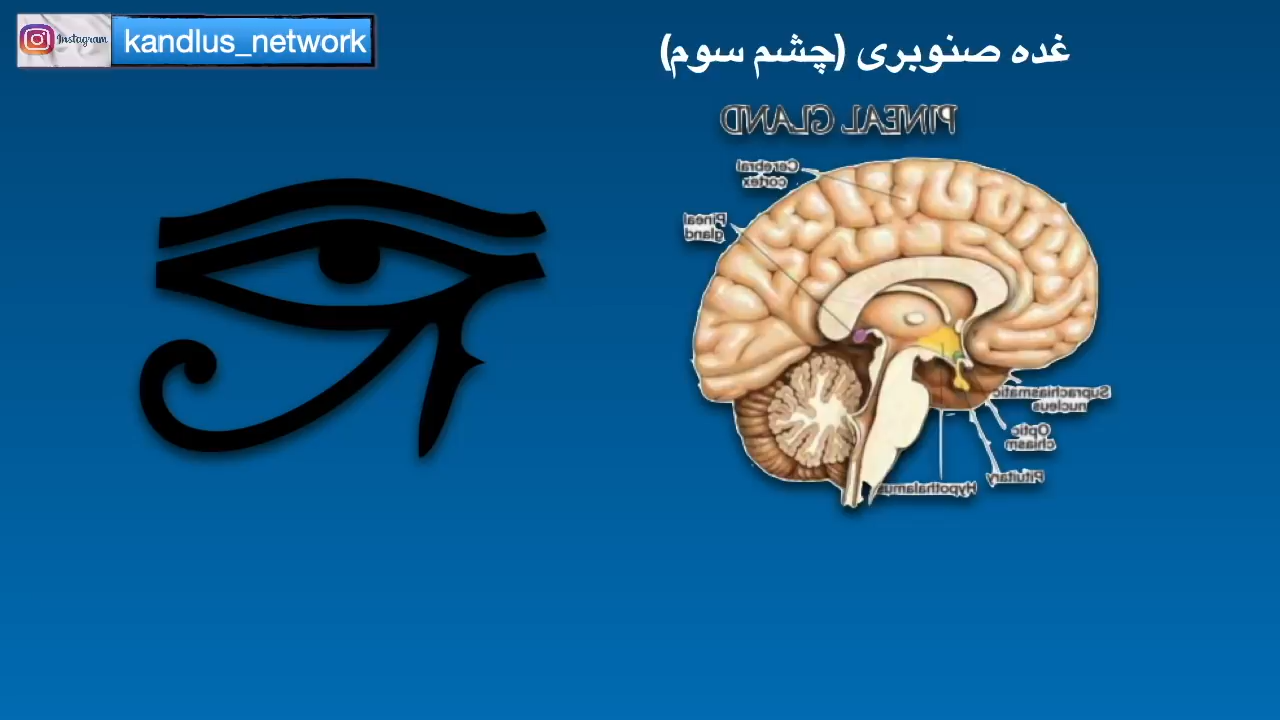 Instagram
kandlus_network
غده صنوبری (چشم سوم)
PINEAL GLAND
Cerebral
cortex
Pineal
gland
Suprachiasmatic
nucleus
Optic
chiasm
Pituitary
Hypothalamus